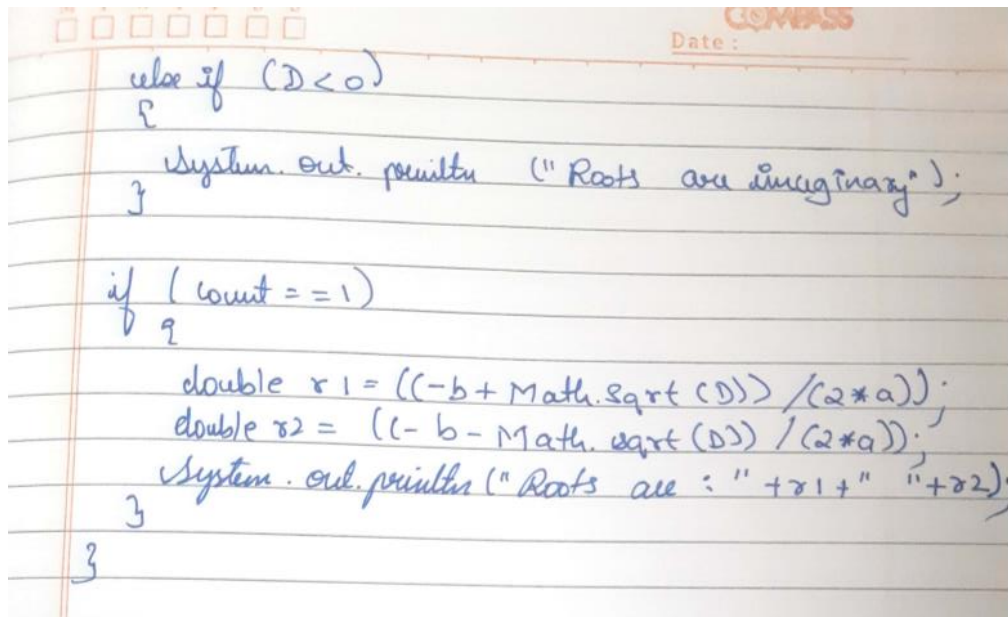 COMPASS
Date :
else if (D<0)
{
System. out. println (" Roots are imaginary" );
}
if ( count = = 1)
{
double r1 = ((-b + Math.sqrt (D)) /(2*a));
double r2 = ((- b - Math. sqrt (D)) / (2*a));
System . out. println (" Roots are : " +r1+" "+r2);
}
}